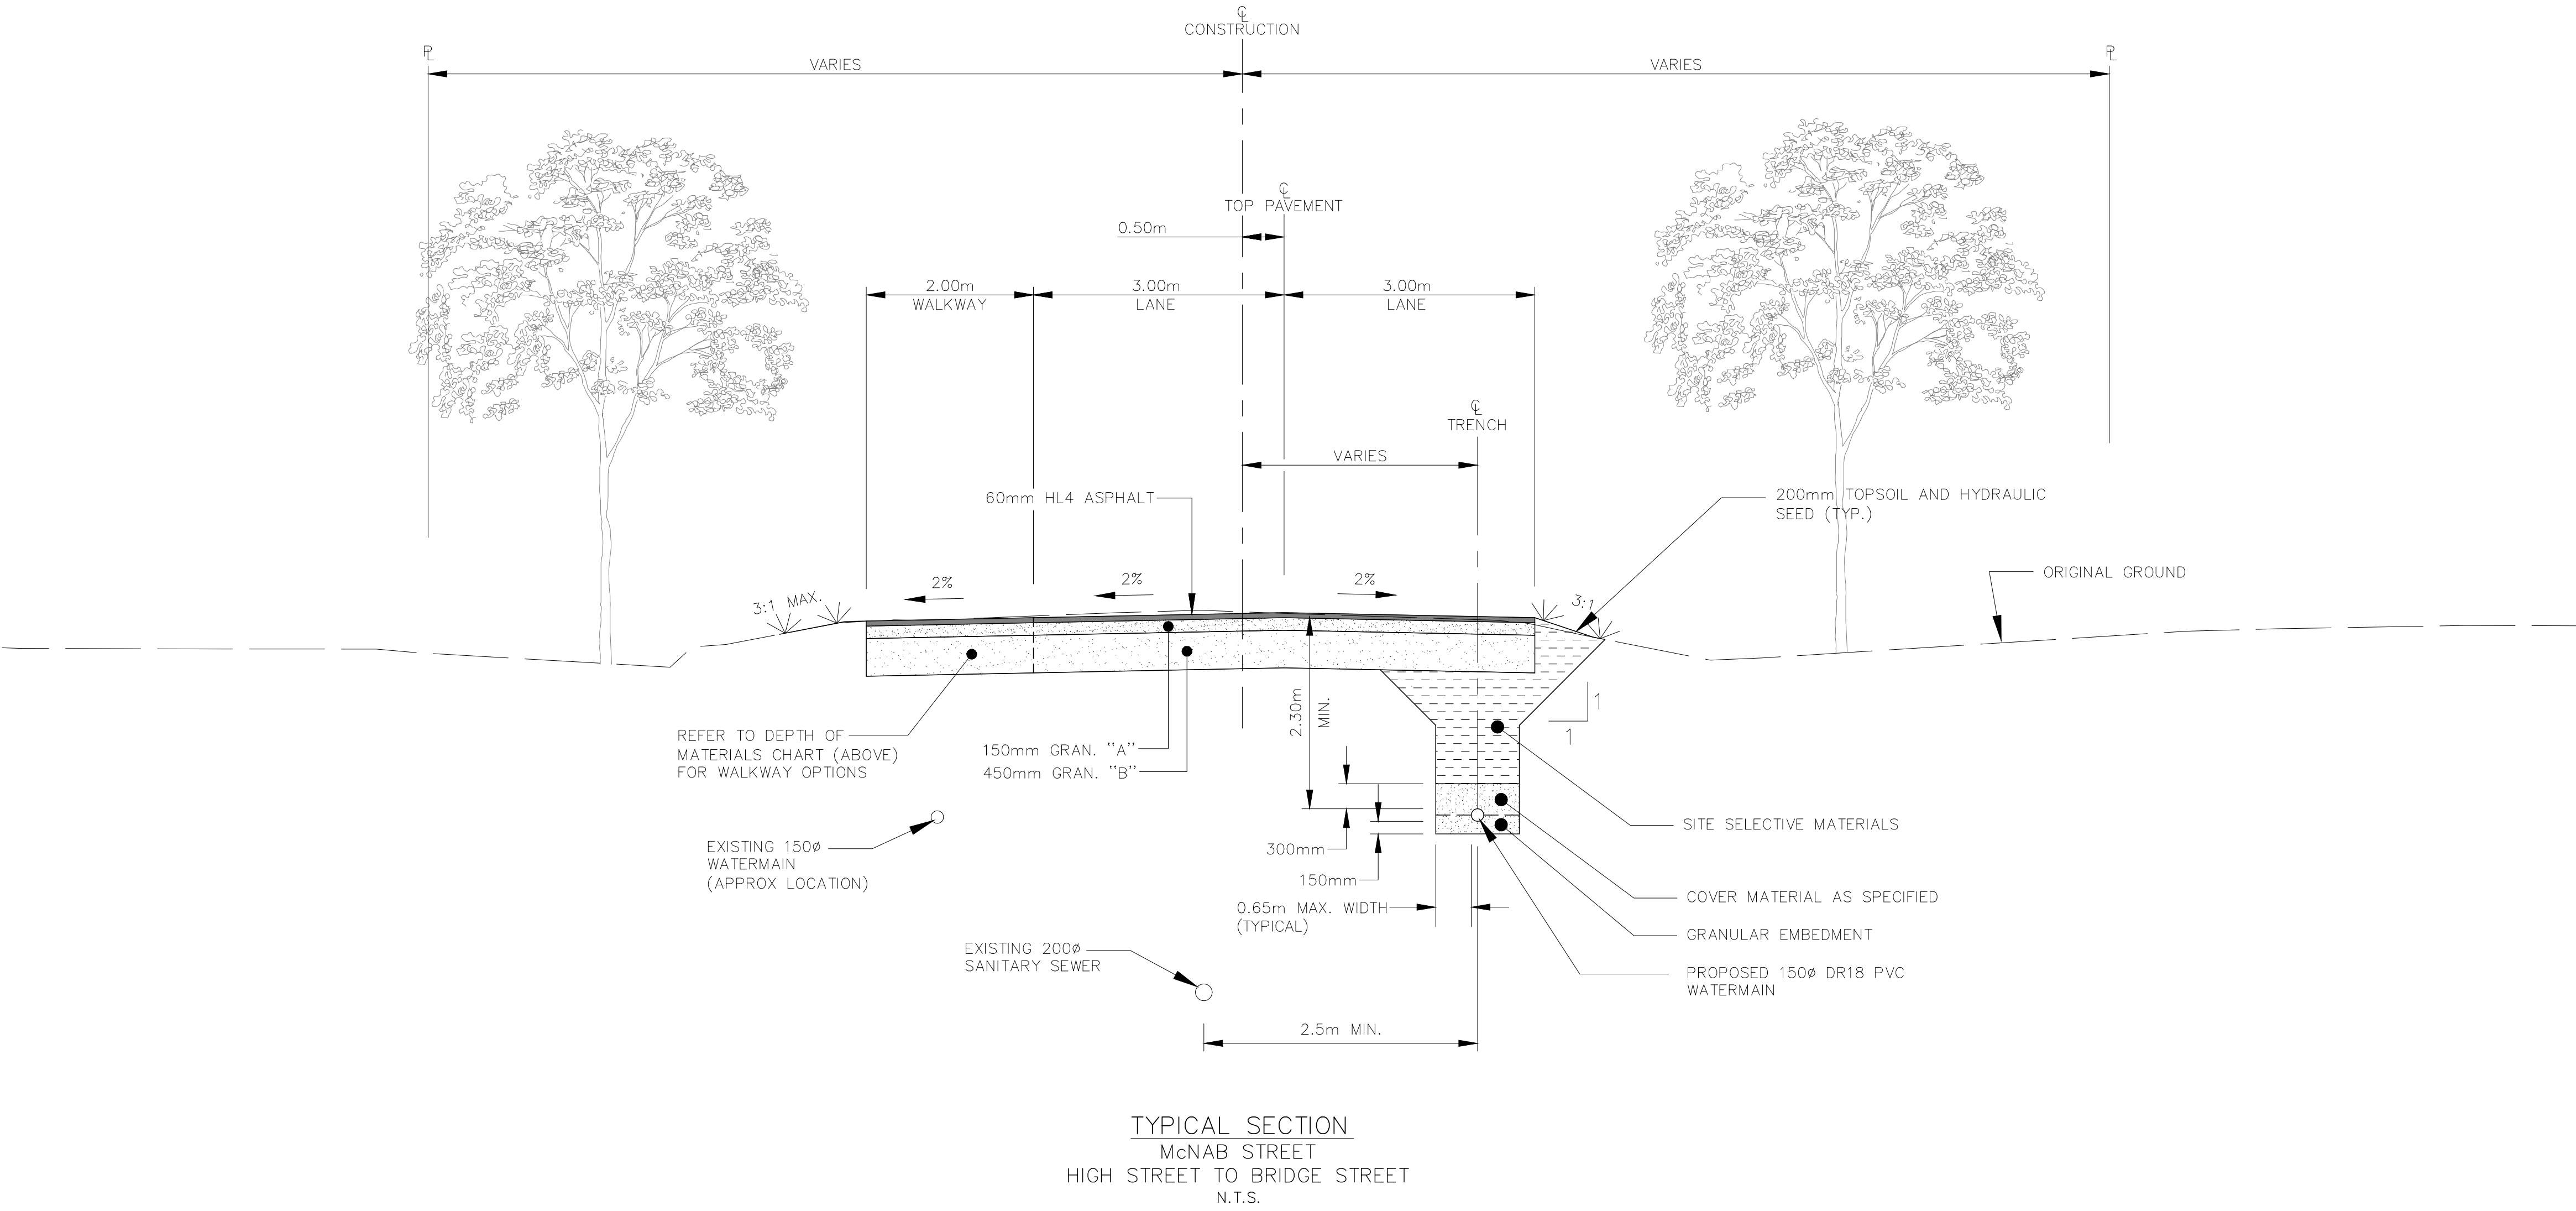 ℄
CONSTRUCTION
℄
℄
VARIES
VARIES
℄
TOP PAVEMENT
0.50m
2.00m
WALKWAY
3.00m
LANE
3.00m
LANE
℄
TRENCH
VARIES
60mm HL4 ASPHALT
200mm TOPSOIL AND HYDRAULIC
SEED (TYP.)
2%
2%
2%
3:1 MAX.
3:1
ORIGINAL GROUND
2.30m
MIN.
1
1
REFER TO DEPTH OF
MATERIALS CHART (ABOVE)
FOR WALKWAY OPTIONS
150mm GRAN. "A"
450mm GRAN. "B"
EXISTING 150ø
WATERMAIN
(APPROX LOCATION)
300mm
150mm
0.65m MAX. WIDTH
(TYPICAL)
SITE SELECTIVE MATERIALS
COVER MATERIAL AS SPECIFIED
GRANULAR EMBEDMENT
PROPOSED 150ø DR18 PVC
WATERMAIN
EXISTING 200ø
SANITARY SEWER
2.5m MIN.
TYPICAL SECTION
McNAB STREET
HIGH STREET TO BRIDGE STREET
N.T.S.